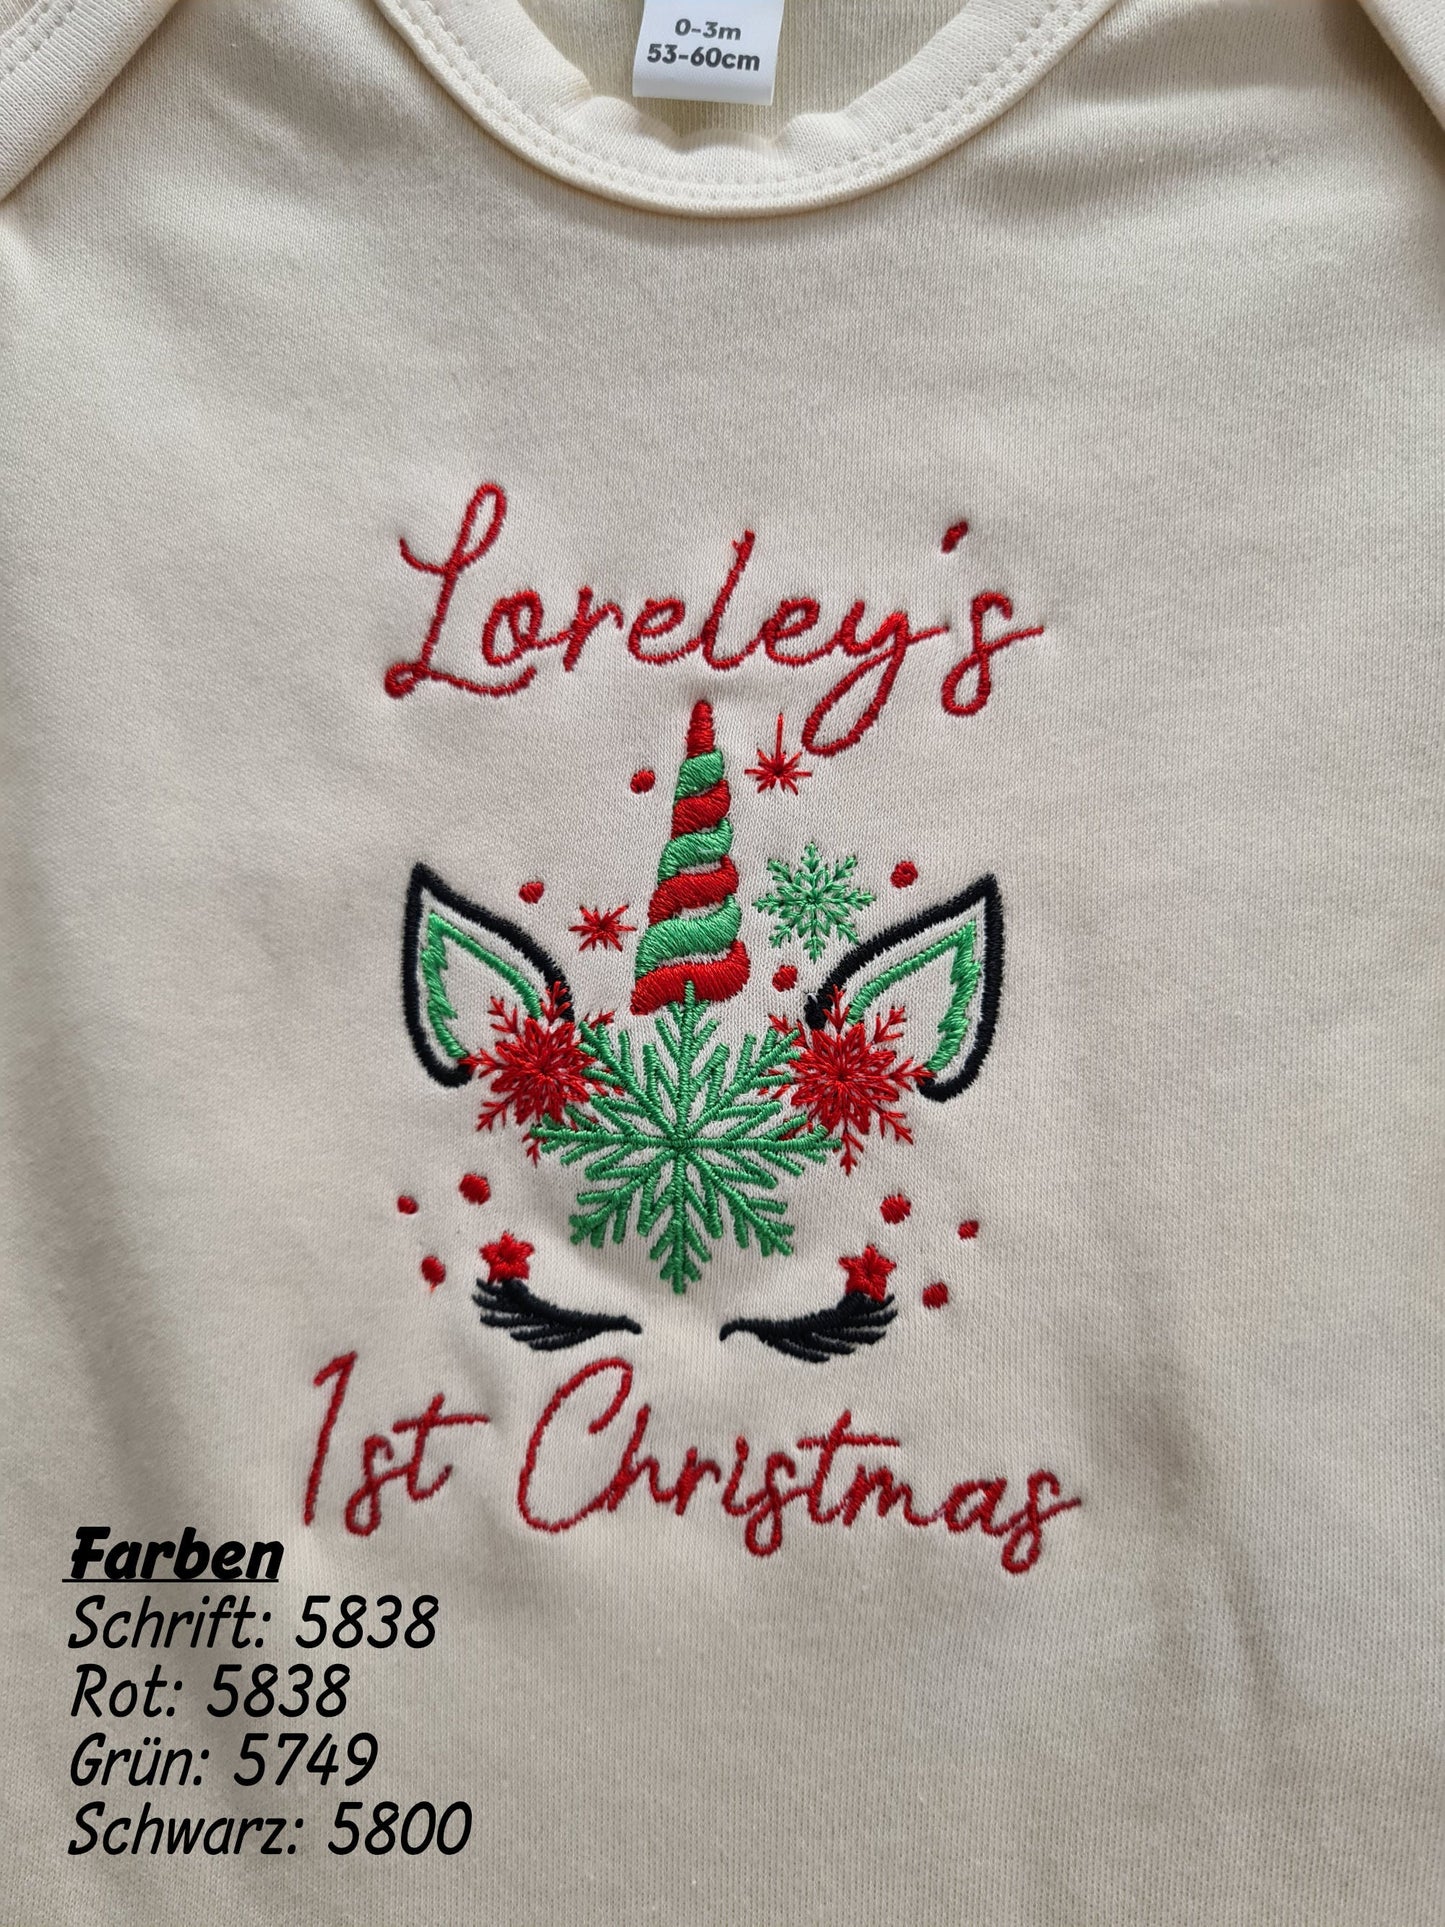 0-3m
53-60cm
Loreley's
1st Christmas
Farben
Schrift: 5838
Rot: 5838
Grün: 5749
Schwarz: 5800